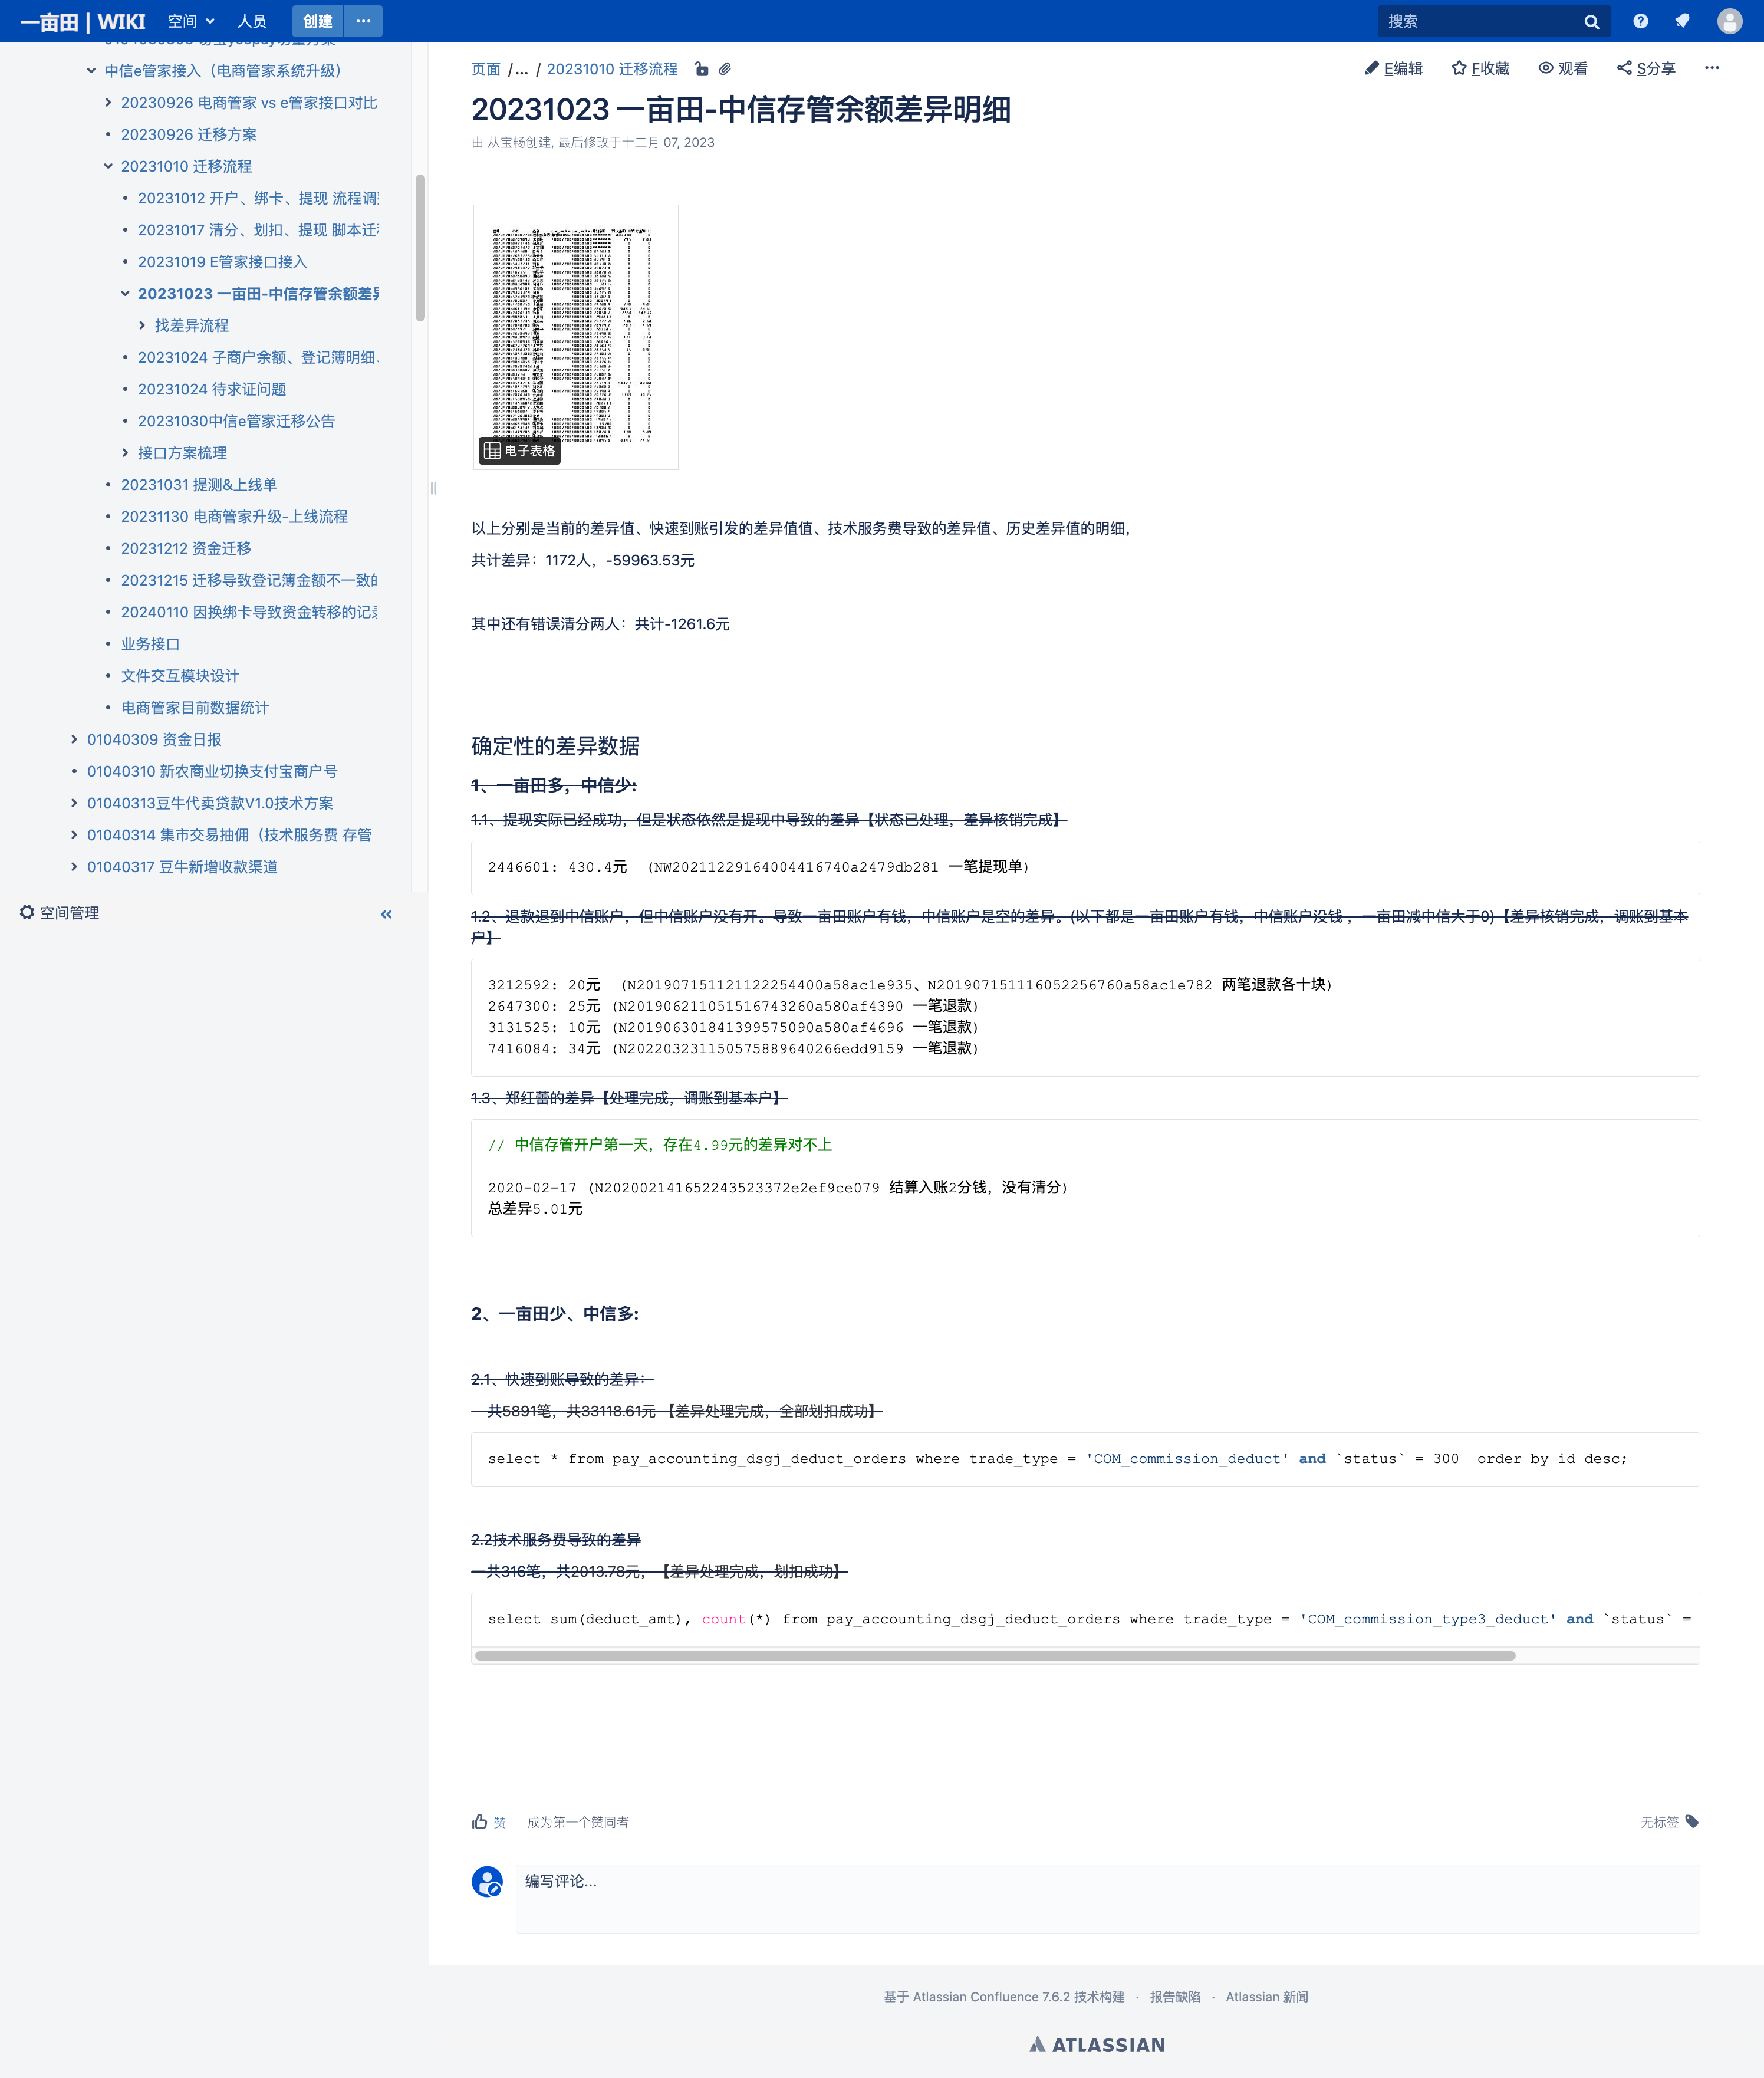 一亩田 | WIKI 空间 人员 创建 ··· 搜索
中信e管家接入（电商管家系统升级）
20230926 电商管家 vs e管家接口对比
20230926 迁移方案
20231010 迁移流程
20231012 开户、绑卡、提现 流程调
20231017 清分、划扣、提现 脚本迁
20231019 E管家接口接入
20231023 一亩田-中信存管余额差
找差异流程
20231024 子商户余额、登记簿明细.
20231024 待求证问题
20231030中信e管家迁移公告
接口方案梳理
20231031 提测&上线单
20231130 电商管家升级-上线流程
20231212 资金迁移
20231215 迁移导致登记簿金额不一致
20240110 因换绑卡导致资金转移的记
业务接口
文件交互模块设计
电商管家目前数据统计
01040309 资金日报
01040310 新农商业切换支付宝商户号
01040313豆牛代卖贷款V1.0技术方案
01040314 集市交易抽佣（技术服务费 存管
01040317 豆牛新增收款渠道
空间管理
页面 /... / 20231010 迁移流程
E编辑 F收藏 观看 S分享 ···
20231023 一亩田-中信存管余额差异明细
由 从宝畅创建, 最后修改于十二月 07, 2023
电子表格
以上分别是当前的差异值、快速到账引发的差异值值、技术服务费导致的差异值、历史差异值的明细，
共计差异：1172人，-59963.53元
其中还有错误清分两人：共计-1261.6元
确定性的差异数据
1、一亩田多，中信少:
1.1、提现实际已经成功，但是状态依然是提现中导致的差异【状态已处理，差异核销完成】
2446601: 430.4元 （NW20211229164004416740a2479db281 一笔提现单）
1.2、退款退到中信账户，但中信账户没有开。导致一亩田账户有钱，中信账户是空的差异。(以下都是一亩田账户有钱，中信账户没钱 ，一亩田减中信大于0)【差异核销完成，调账到基本
户】
3212592: 20元 （N201907151121122254400a58ac1e935、N201907151116052256760a58ac1e782 两笔退款各十块）
2647300: 25元（N201906211051516743260a580af4390 一笔退款）
3131525: 10元（N201906301841399575090a580af4696 一笔退款）
7416084: 34元（N202203231150575889640266edd9159 一笔退款）
1.3、郑红蕾的差异【处理完成，调账到基本户】
// 中信存管开户第一天，存在4.99元的差异对不上
2020-02-17（N202002141652243523372e2ef9ce079 结算入账2分钱，没有清分）
总差异5.01元
2、一亩田少、中信多:
2.1、快速到账导致的差异：
一共5891笔，共33118.61元 【差异处理完成，全部划扣成功】
select * from pay_accounting_dsgj_deduct_orders where trade_type = 'COM_commission_deduct' and `status` = 300  order by id desc;
2.2技术服务费导致的差异
一共316笔，共2013.78元，【差异处理完成，划扣成功】
select sum(deduct_amt), count(*) from pay_accounting_dsgj_deduct_orders where trade_type = 'COM_commission_type3_deduct' and `status` =
赞 成为第一个赞同者 无标签
编写评论...
基于 Atlassian Confluence 7.6.2 技术构建 · 报告缺陷 · Atlassian 新闻
ATLASSIAN